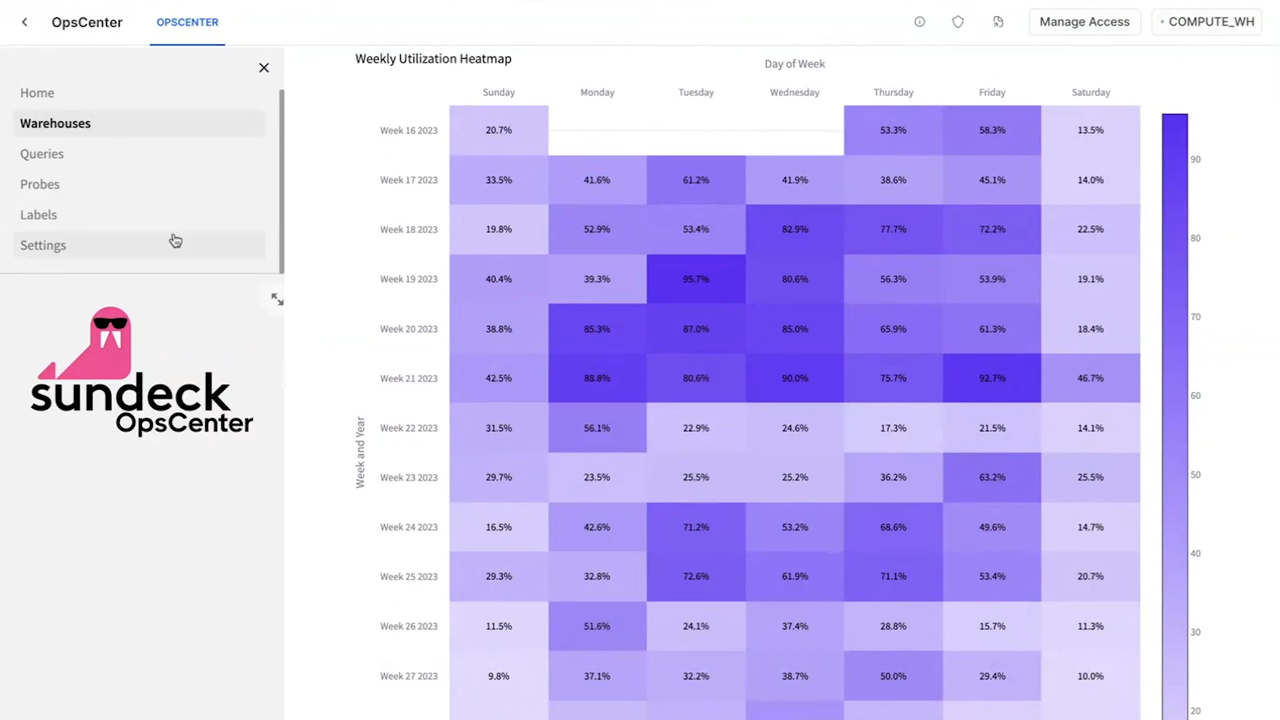 OpsCenter
OPSCENTER
Manage Access
COMPUTE_WH
Home
Warehouses
Queries
Probes
Labels
Settings
sundeck
OpsCenter
Weekly Utilization Heatmap
Day of Week
Sunday Monday Tuesday Wednesday Thursday Friday Saturday
Week and Year
Week 16 2023 20.7% 53.3% 58.3% 13.5%
Week 17 2023 33.5% 41.6% 61.2% 41.9% 38.6% 45.1% 14.0%
Week 18 2023 19.8% 52.9% 53.4% 82.9% 77.7% 72.2% 22.5%
Week 19 2023 40.4% 39.3% 95.7% 80.6% 56.3% 53.9% 19.1%
Week 20 2023 38.8% 85.3% 87.0% 85.0% 65.9% 61.3% 18.4%
Week 21 2023 42.5% 88.8% 80.6% 90.0% 75.7% 92.7% 46.7%
Week 22 2023 31.5% 56.1% 22.9% 24.6% 17.3% 21.5% 14.1%
Week 23 2023 29.7% 23.5% 25.5% 25.2% 36.2% 63.2% 25.5%
Week 24 2023 16.5% 42.6% 71.2% 53.2% 68.6% 49.6% 14.7%
Week 25 2023 29.3% 32.8% 72.6% 61.9% 71.1% 53.4% 20.7%
Week 26 2023 11.5% 51.6% 24.1% 37.4% 28.8% 15.7% 11.3%
Week 27 2023 9.8% 37.1% 32.2% 38.7% 50.0% 29.4% 10.0%
90
80
70
60
50
40
30
20